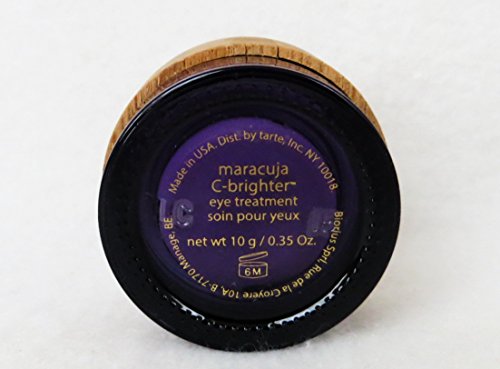 Made in USA. Dist. by tarte, Inc. NY 10018.
maracuja
C-brighter™
eye treatment
soin pour yeux
net wt 10 g / 0.35 Oz.
6M
Bioxius Sprl, Rue de la Croyere 10A, B-7170 Manage, BE